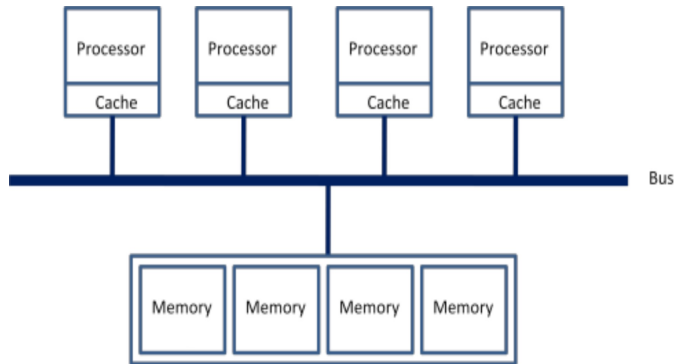 Processor Processor Processor Processor
Cache Cache Cache Cache
Bus
Memory Memory Memory Memory